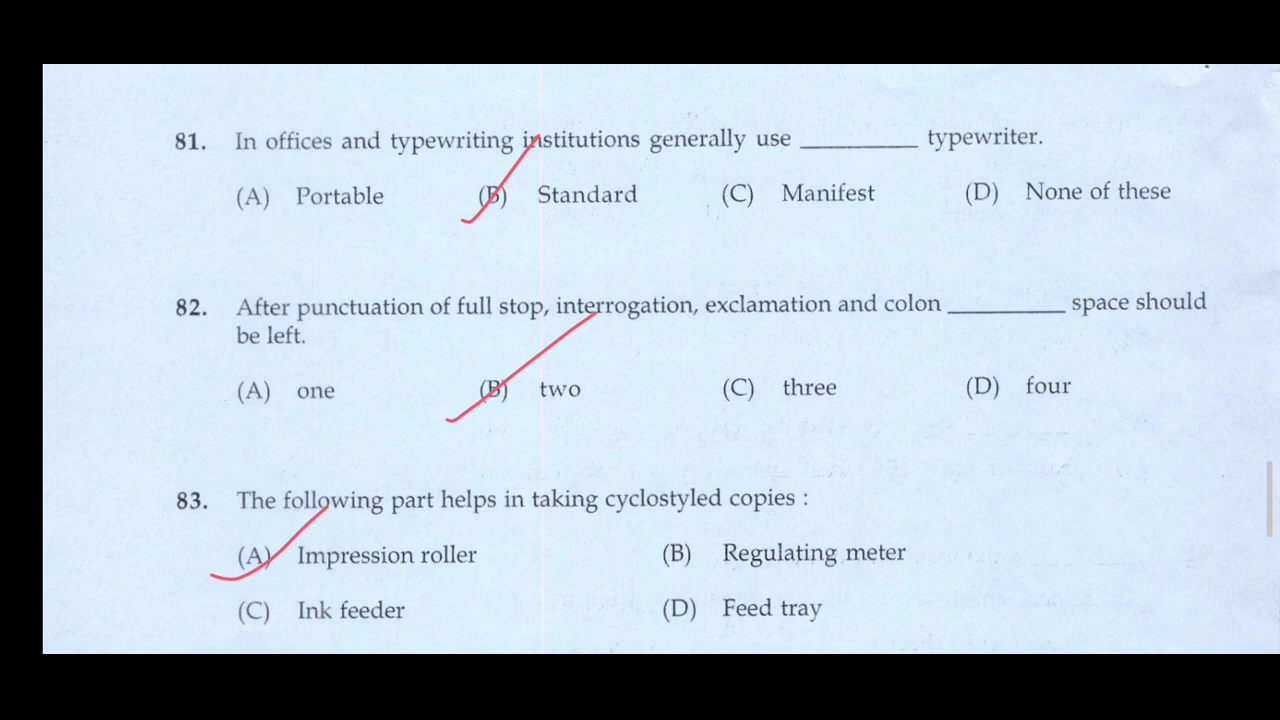 81. In offices and typewriting institutions generally use __________ typewriter.
(A) Portable (B) Standard (C) Manifest (D) None of these
82. After punctuation of full stop, interrogation, exclamation and colon __________ space should
be left.
(A) one (B) two (C) three (D) four
83. The following part helps in taking cyclostyled copies :
(A) Impression roller (B) Regulating meter
(C) Ink feeder (D) Feed tray